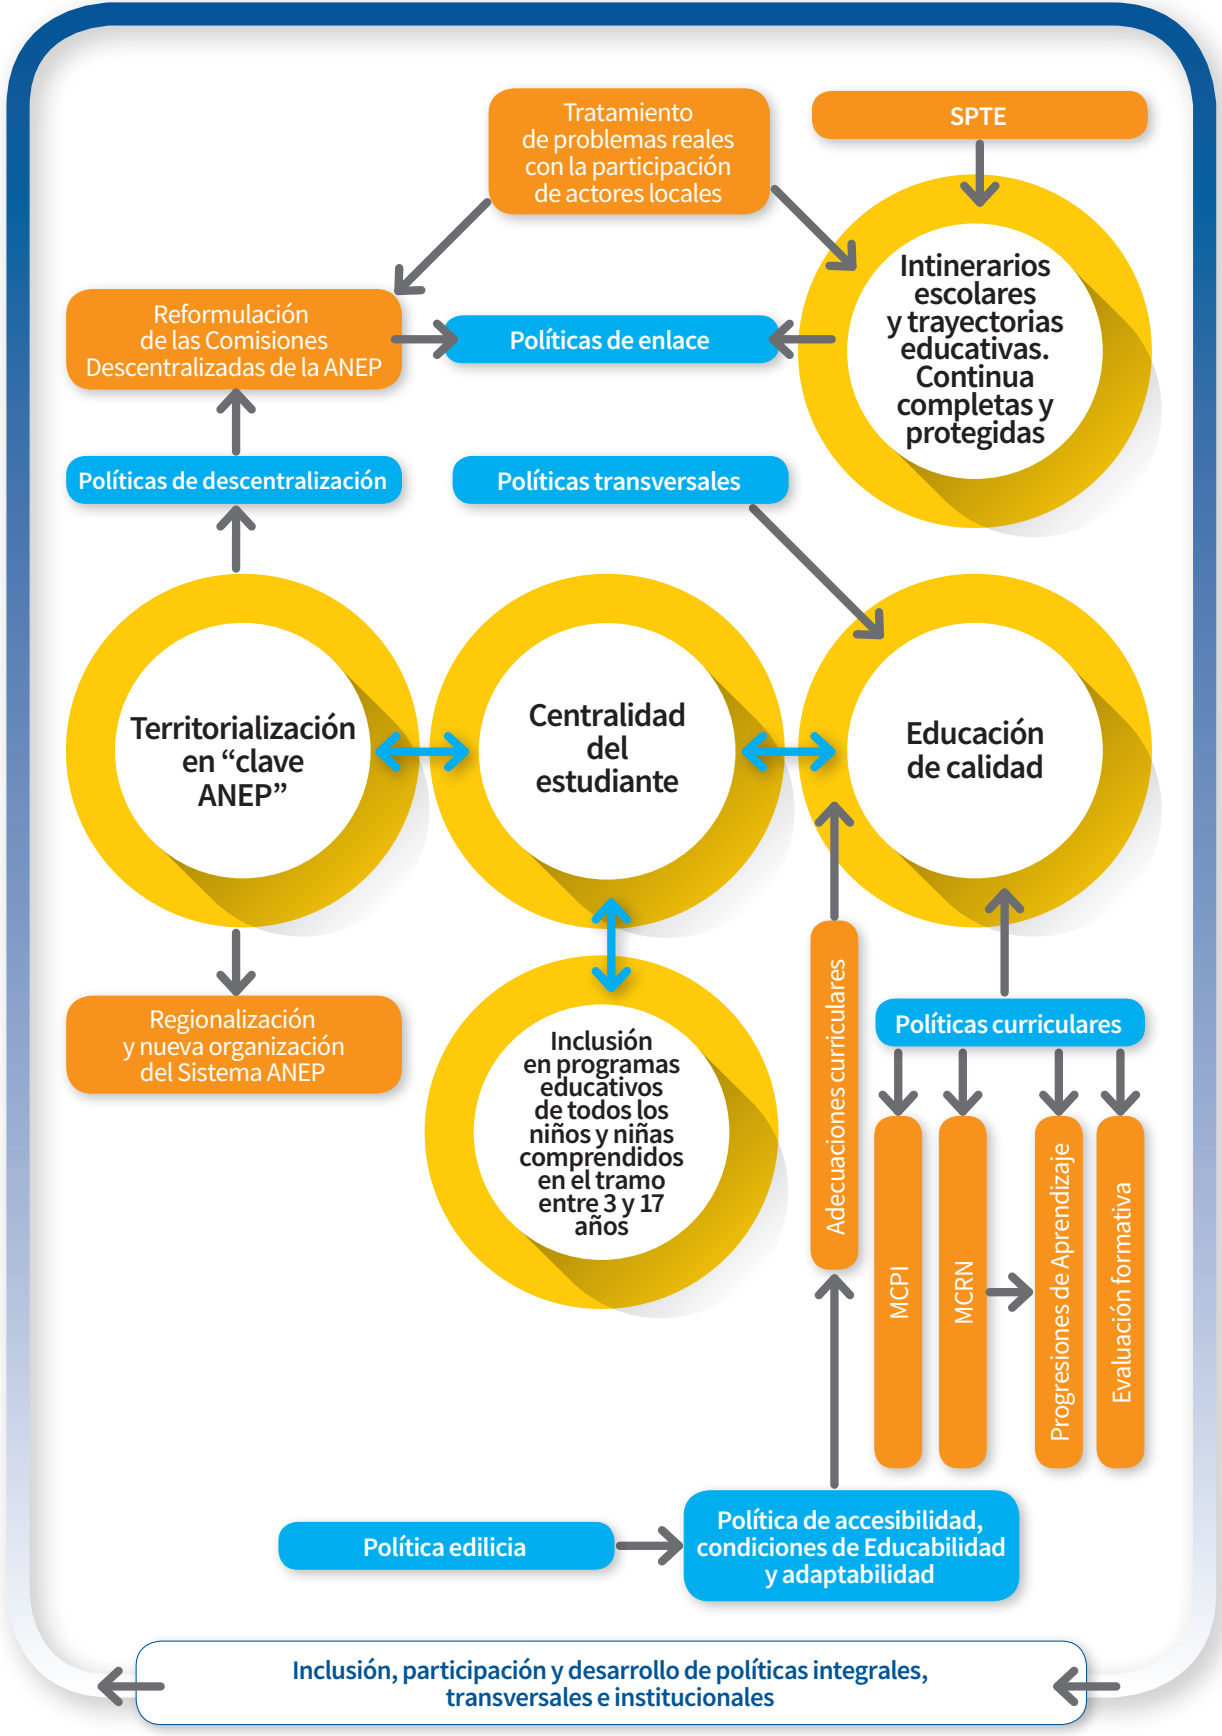 Tratamiento
de problemas reales
con la participación
de actores locales
SPTE
Intinerarios
escolares
y trayectorias
educativas.
Continua
completas y
protegidas
Reformulación
de las Comisiones
Descentralizadas de la ANEP
Políticas de enlace
Políticas de descentralización
Políticas transversales
Territorialización
en “clave
ANEP”
Centralidad
del
estudiante
Educación
de calidad
Regionalización
y nueva organización
del Sistema ANEP
Inclusión
en programas
educativos
de todos los
niños y niñas
comprendidos
en el tramo
entre 3 y 17
años
Adecuaciones curriculares
Políticas curriculares
MCPI
MCRN
Progresiones de Aprendizaje
Evaluación formativa
Política edilicia
Política de accesibilidad,
condiciones de Educabilidad
y adaptabilidad
Inclusión, participación y desarrollo de políticas integrales,
transversales e institucionales